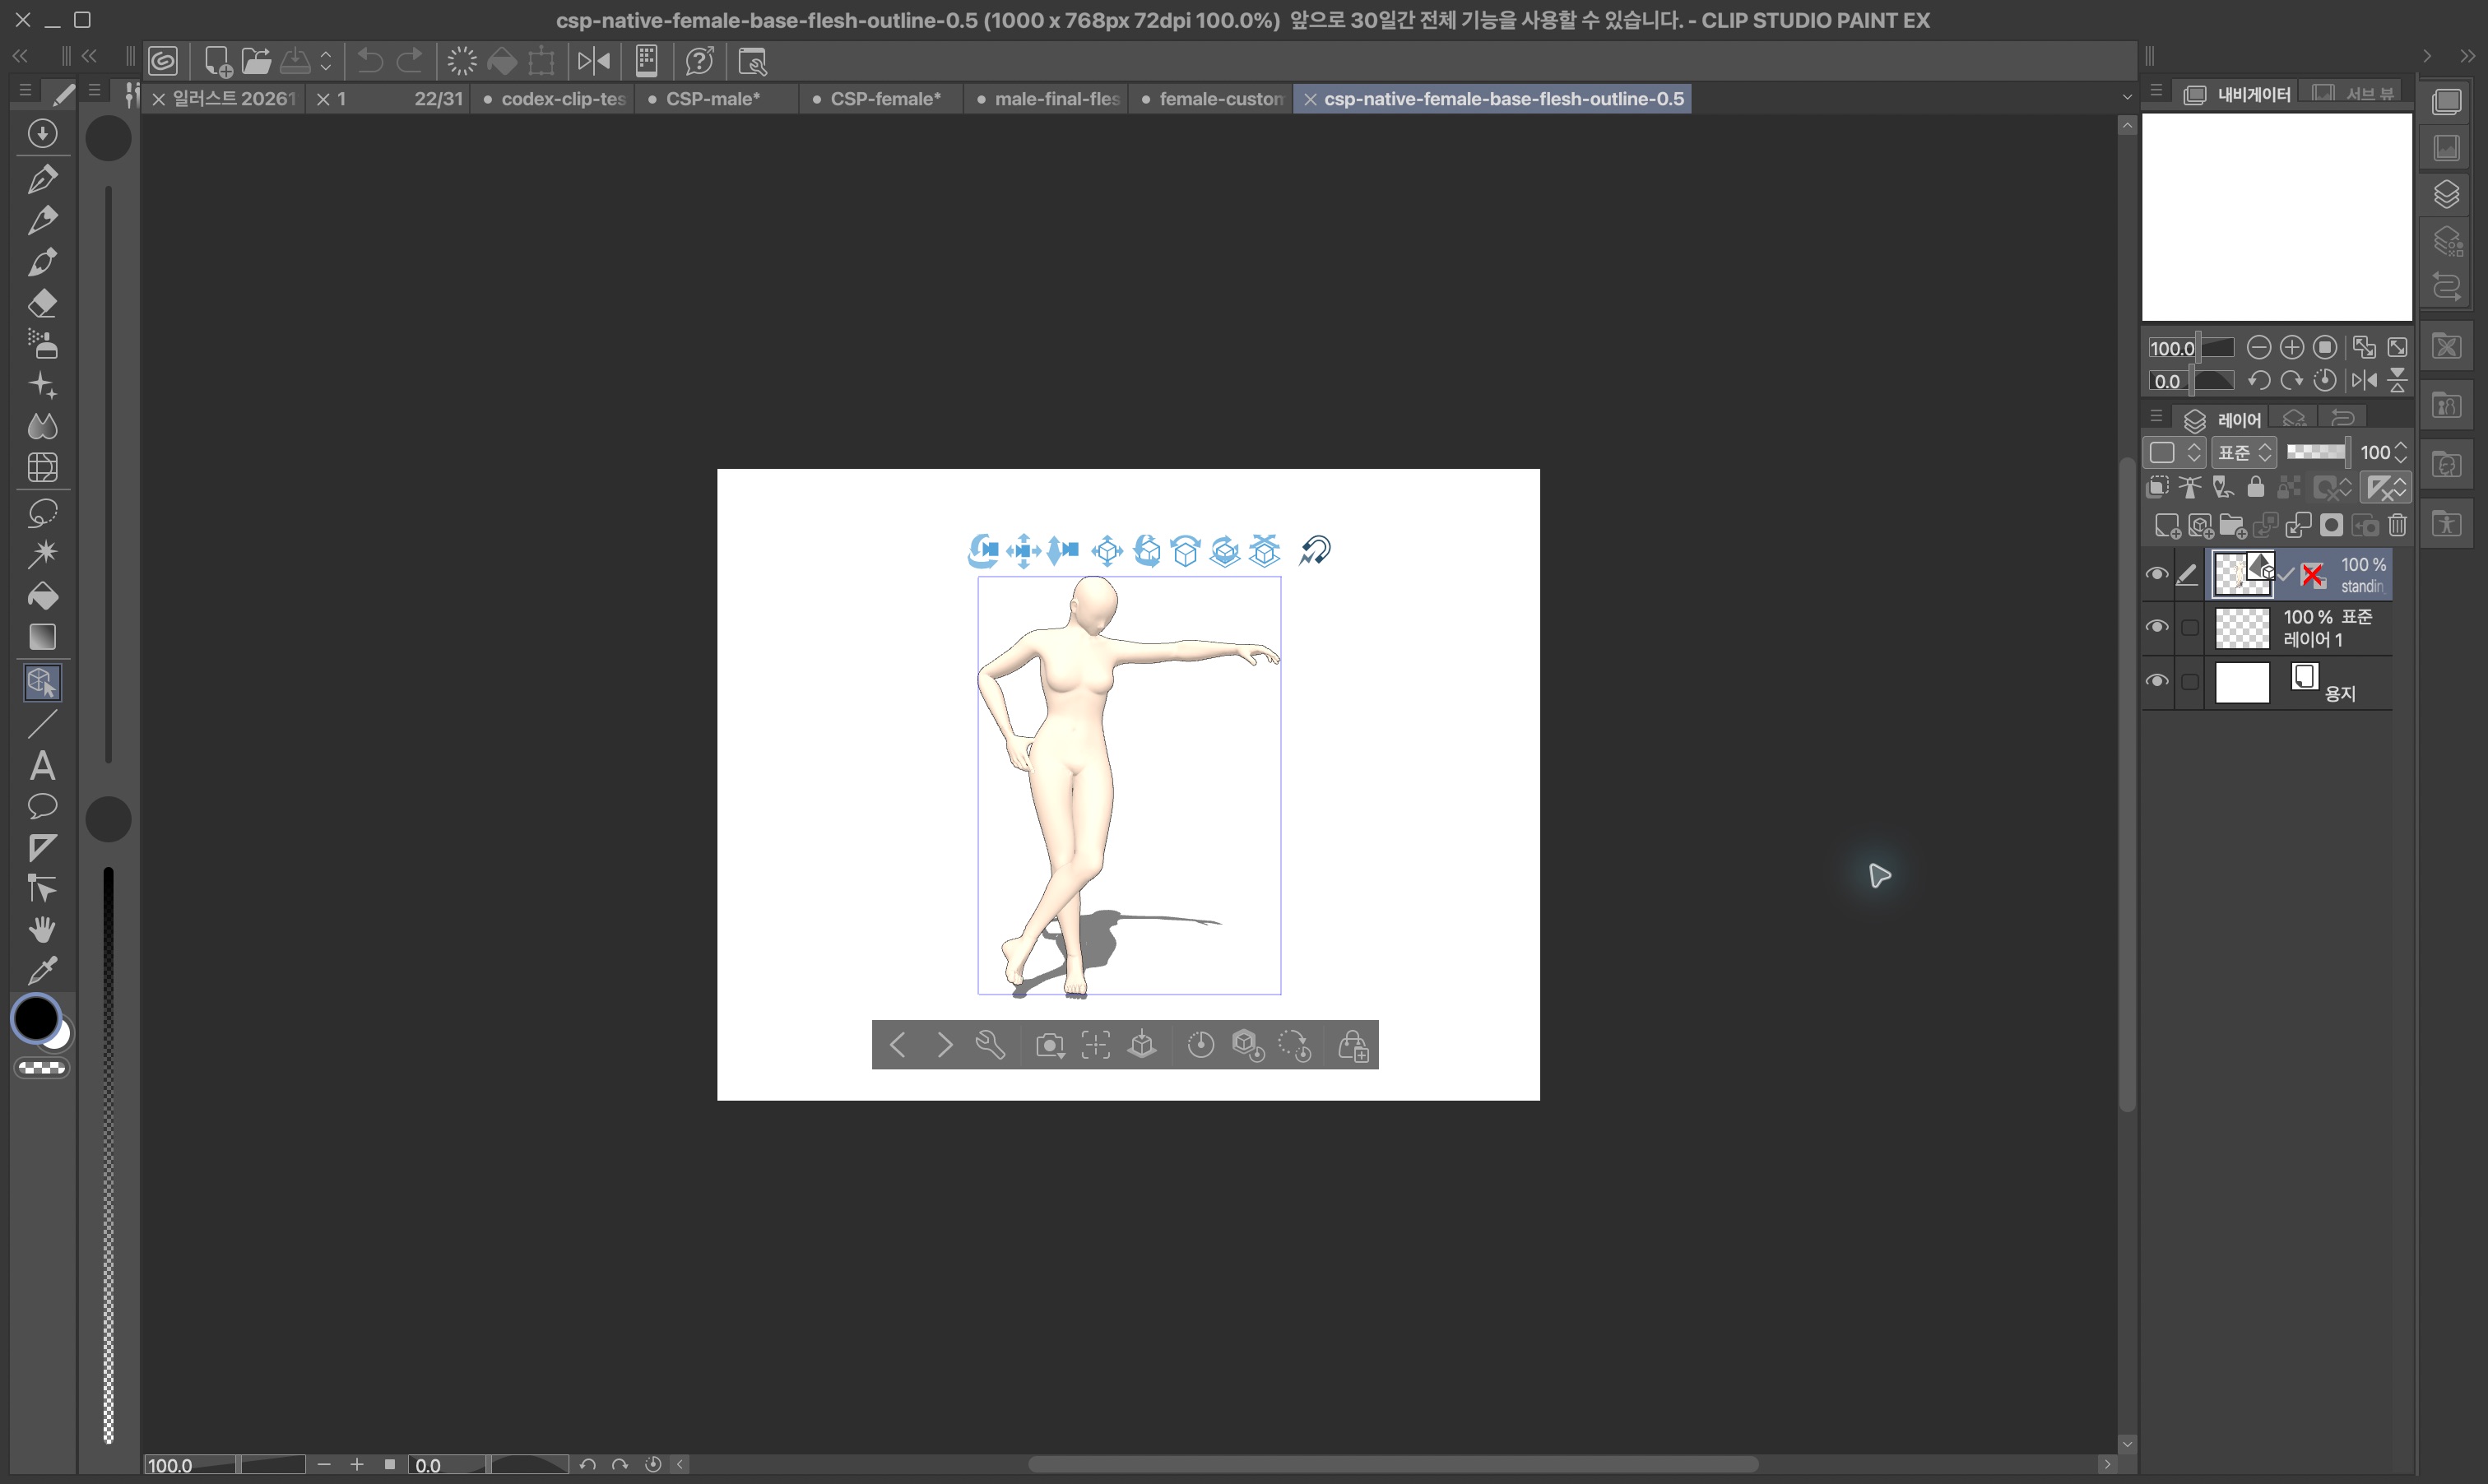 csp-native-female-base-flesh-outline-0.5 (1000 x 768px 72dpi 100.0%) 앞으로 30일간 전체 기능을 사용할 수 있습니다. - CLIP STUDIO PAINT EX
일러스트 20261
1 22/31
codex-clip-tes
CSP-male*
CSP-female*
male-final-fles
female-custom
csp-native-female-base-flesh-outline-0.5
내비게이터
서브 뷰
100.0
0.0
레이어
표준
100
100 %
standin
100 % 표준
레이어 1
용지
A
100.0
0.0